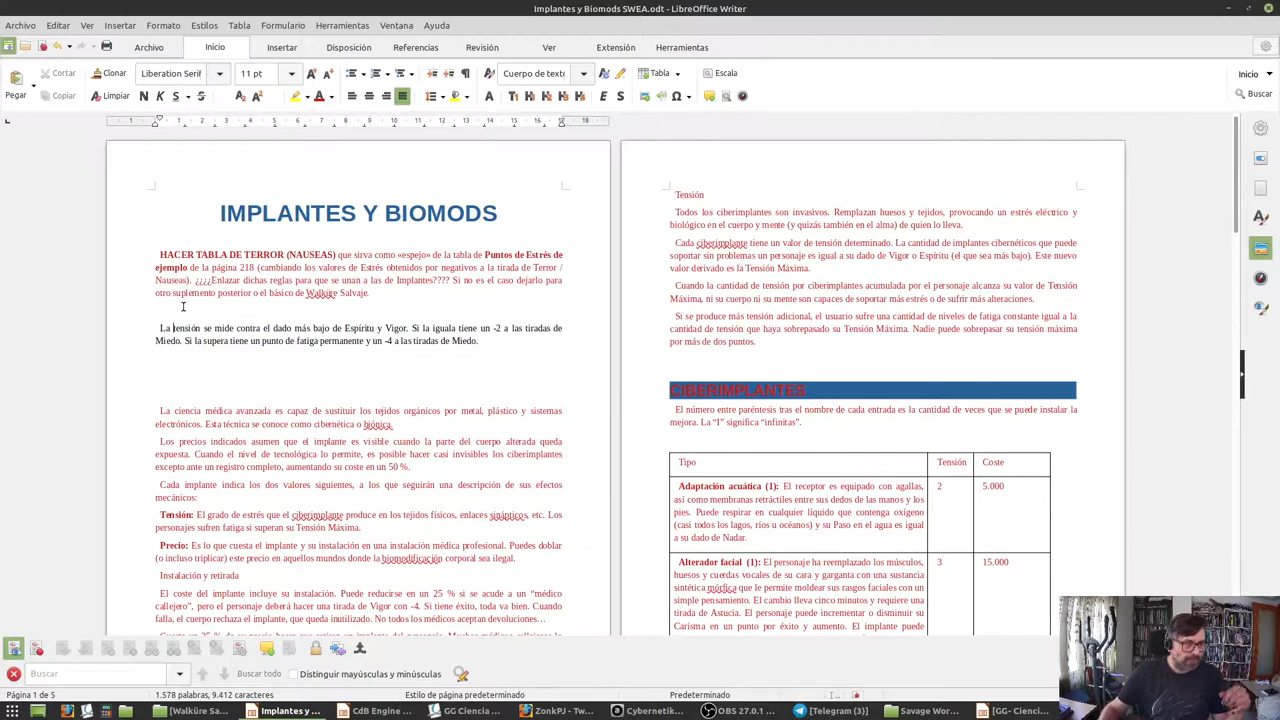 Implantes y Biomods SWEA.odt - LibreOffice Writer
Archivo Editar Ver Insertar Formato Estilos Tabla Formulario Herramientas Ventana Ayuda
Archivo Inicio Insertar Disposición Referencias Revisión Ver Extensión Herramientas
Pegar Cortar Clonar Liberation Serif 11 pt Cuerpo de texto Tabla Escala Inicio
Copiar Limpiar Buscar
IMPLANTES Y BIOMODS
HACER TABLA DE TERROR (NAUSEAS) que sirva como «espejo» de la tabla de Puntos de Estrés de
ejemplo de la página 218 (cambiando los valores de Estrés obtenidos por negativos a la tirada de Terror /
Nauseas). ¿¿¿¿Enlazar dichas reglas para que se unan a las de Implantes???? Si no es el caso dejarlo para
otro suplemento posterior o el básico de Walküre Salvaje.
La tensión se mide contra el dado más bajo de Espíritu y Vigor. Si la iguala tiene un -2 a las tiradas de
Miedo. Si la supera tiene un punto de fatiga permanente y un -4 a las tiradas de Miedo.
La ciencia médica avanzada es capaz de sustituir los tejidos orgánicos por metal, plástico y sistemas
electrónicos. Esta técnica se conoce como cibernética o biónica.
Los precios indicados asumen que el implante es visible cuando la parte del cuerpo alterada queda
expuesta. Cuando el nivel de tecnológica lo permite, es posible hacer casi invisibles los ciberimplantes
excepto ante un registro completo, aumentando su coste en un 50 %.
Cada implante indica los dos valores siguientes, a los que seguirán una descripción de sus efectos
mecánicos:
Tensión: El grado de estrés que el ciberimplante produce en los tejidos físicos, enlaces sinápticos, etc. Los
personajes sufren fatiga si superan su Tensión Máxima.
Precio: Es lo que cuesta el implante y su instalación en una instalación médica profesional. Puedes doblar
(o incluso triplicar) este precio en aquellos mundos donde la biomodificación corporal sea ilegal.
Instalación y retirada
El coste del implante incluye su instalación. Puede reducirse en un 25 % si se acude a un “médico
callejero”, pero el personaje deberá hacer una tirada de Vigor con -4. Si tiene éxito, toda va bien. Cuando
falla, el cuerpo rechaza el implante, que queda inutilizado. No todos los médicos aceptan devoluciones…
Tensión
Todos los ciberimplantes son invasivos. Remplazan huesos y tejidos, provocando un estrés eléctrico y
biológico en el cuerpo y mente (y quizás también en el alma) de quien lo lleva.
Cada ciberimplante tiene un valor de tensión determinado. La cantidad de implantes cibernéticos que puede
soportar sin problemas un personaje es igual a su dado de Vigor o Espíritu (el que sea más bajo). Este nuevo
valor derivado es la Tensión Máxima.
Cuando la cantidad de tensión por ciberimplantes acumulada por el personaje alcanza su valor de Tensión
Máxima, ni su cuerpo ni su mente son capaces de soportar más estrés o de sufrir más alteraciones.
Si se produce más tensión adicional, el usuario sufre una cantidad de niveles de fatiga constante igual a la
cantidad de tensión que haya sobrepasado su Tensión Máxima. Nadie puede sobrepasar su tensión máxima
por más de dos puntos.
CIBERIMPLANTES
El número entre paréntesis tras el nombre de cada entrada es la cantidad de veces que se puede instalar la
mejora. La “I” significa “infinitas”.
Tipo Tensión Coste
Adaptación acuática (1): El receptor es equipado con agallas, 2 5.000
así como membranas retráctiles entre sus dedos de las manos y los
pies. Puede respirar en cualquier líquido que contenga oxígeno
(casi todos los lagos, ríos u océanos) y su Paso en el agua es igual
a su dado de Nadar.
Alterador facial (1): El personaje ha reemplazado los músculos, 3 15.000
huesos y cuerdas vocales de su cara y garganta con una sustancia
sintética mórfica que le permite moldear sus rasgos faciales con un
simple pensamiento. El cambio lleva cinco minutos y requiere una
tirada de Astucia. El personaje puede incrementar o disminuir su
Carisma en un punto por éxito y aumento. El implante puede
Buscar Buscar todo Distinguir mayúsculas y minúsculas
Página 1 de 5 1.578 palabras, 9.412 caracteres Estilo de página predeterminado Predeterminado
[Walküre Sa... Implantes y... CdB Engine ... GG Ciencia ... ZonkPJ - Tw... Cybernetik... OBS 27.0.1 ... [Telegram (3)] Savage Wor... [GG- Cienci...